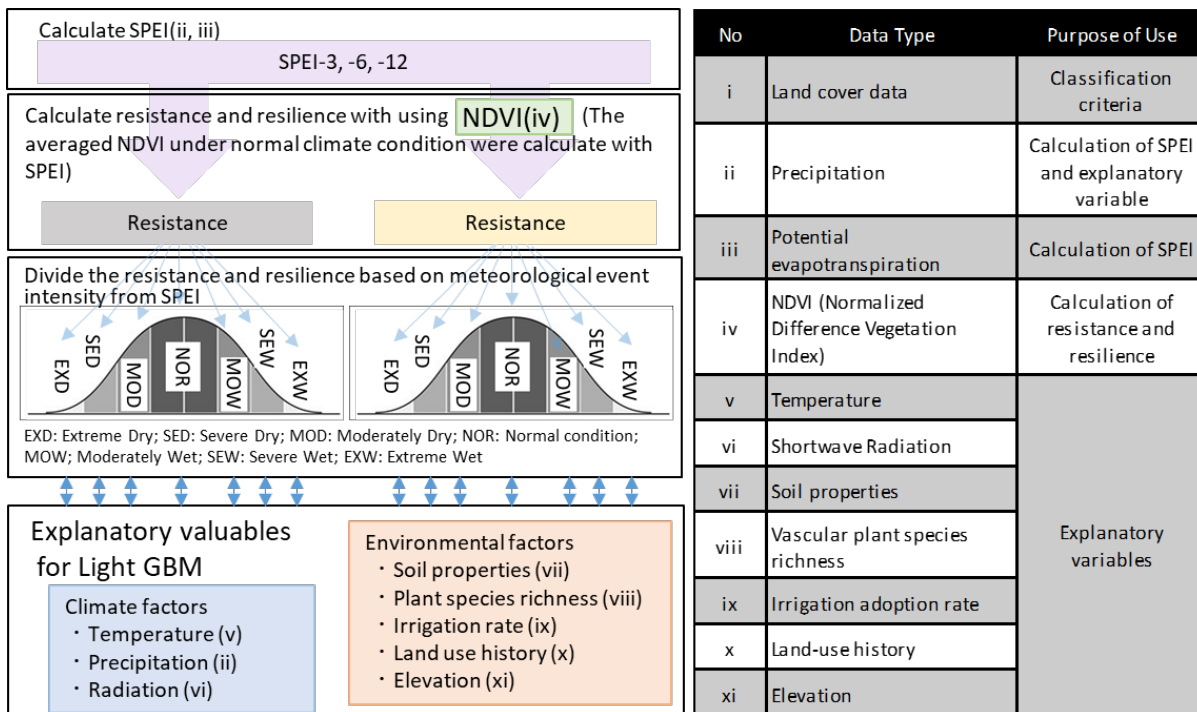 Calculate SPEI(ii, iii)
SPEI-3, -6, -12
Calculate resistance and resilience with using NDVI(iv) (The
averaged NDVI under normal climate condition were calculate with
SPEI)
Resistance
Resistance
Divide the resistance and resilience based on meteorological event
intensity from SPEI
EXD
SED
MOD
NOR
MOW
SEW
EXW
EXD
SED
MOD
NOR
MOW
SEW
EXW
EXD: Extreme Dry; SED: Severe Dry; MOD: Moderately Dry; NOR: Normal condition;
MOW; Moderately Wet; SEW: Severe Wet; EXW: Extreme Wet
Explanatory valuables
for Light GBM
Climate factors
・Temperature (v)
・Precipitation (ii)
・Radiation (vi)
Environmental factors
・Soil properties (vii)
・Plant species richness (viii)
・Irrigation rate (ix)
・Land use history (x)
・Elevation (xi)
No Data Type Purpose of Use
i Land cover data Classification
criteria
ii Precipitation Calculation of SPEI
and explanatory
variable
iii Potential
evapotranspiration Calculation of SPEI
iv NDVI (Normalized
Difference Vegetation
Index) Calculation of
resistance and
resilience
v Temperature
vi Shortwave Radiation
vii Soil properties
viii Vascular plant species
richness
Explanatory
variables
ix Irrigation adoption rate
x Land-use history
xi Elevation